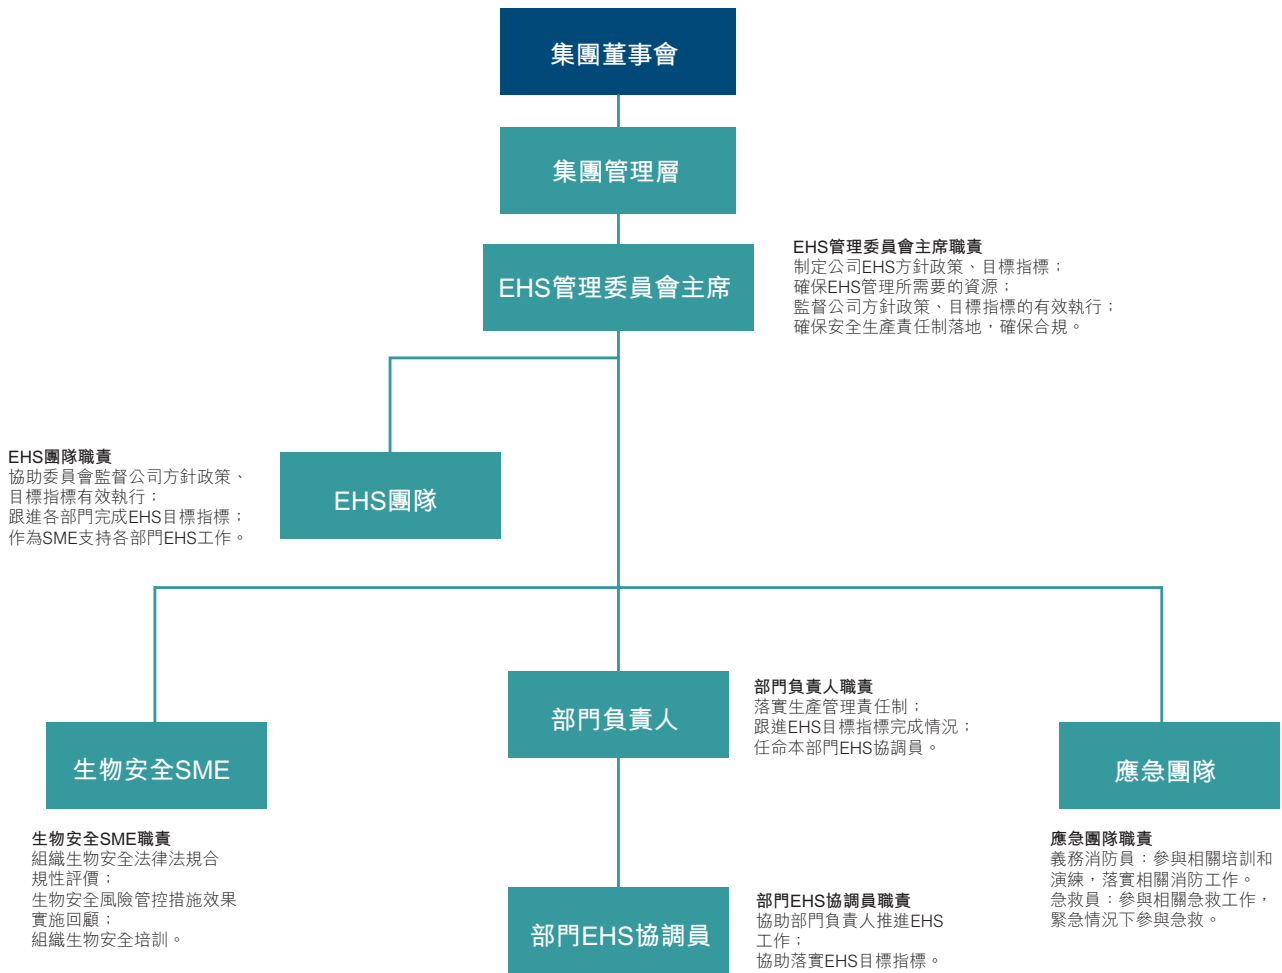 集團董事會
集團管理層
EHS管理委員會主席
EHS管理委員會主席職責
制定公司EHS方針政策、目標指標；
確保EHS管理所需要的資源；
監督公司方針政策、目標指標的有效執行；
確保安全生產責任制落地，確保合規。
EHS團隊職責
協助委員會監督公司方針政策、
目標指標有效執行；
跟進各部門完成EHS目標指標；
作為SME支持各部門EHS工作。
EHS團隊
部門負責人
部門負責人職責
落實生產管理責任制；
跟進EHS目標指標完成情況；
任命本部門EHS協調員。
生物安全SME
生物安全SME職責
組織生物安全法律法規合
規性評價；
生物安全風險管控措施效果
實施回顧；
組織生物安全培訓。
應急團隊
應急團隊職責
義務消防員：參與相關培訓和
演練，落實相關消防工作。
急救員：參與相關急救工作，
緊急情況下參與急救。
部門EHS協調員
部門EHS協調員職責
協助部門負責人推進EHS
工作；
協助落實EHS目標指標。